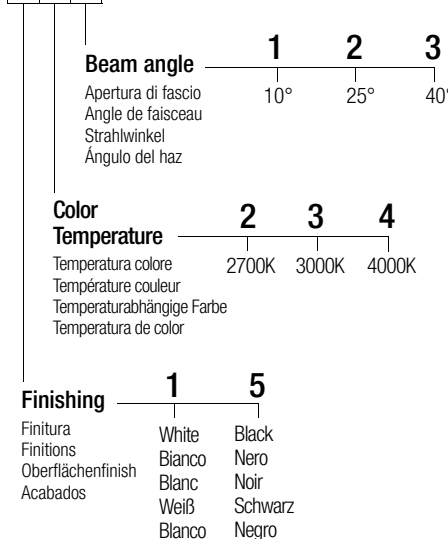 Beam angle 1 2 3
Apertura di fascio 10° 25° 40°
Angle de faisceau
Strahlwinkel
Ángulo del haz
Color
Temperature 2 3 4
Temperatura colore 2700K 3000K 4000K
Température couleur
Temperaturabhängige Farbe
Temperatura de color
Finishing 1 5
Finitura White Black
Finitions Bianco Nero
Oberflächenfinish Blanc Noir
Acabados Weiß Schwarz
Blanco Negro